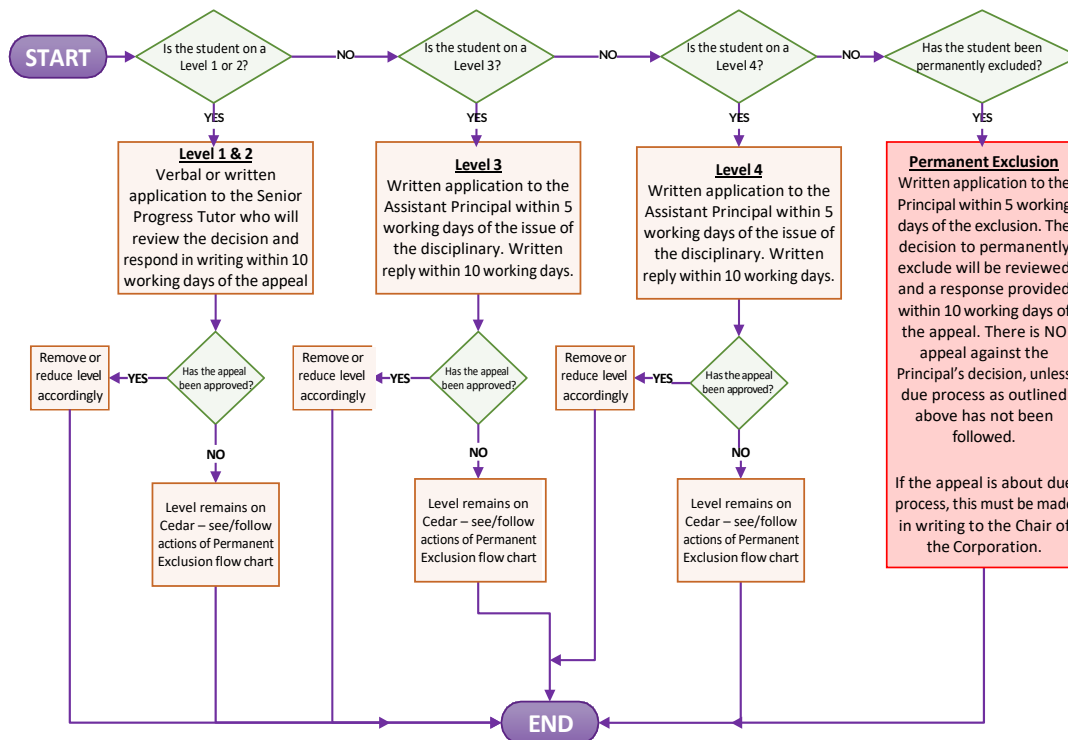 START
Is the student on a
Level 1 or 2?
NO
Is the student on a
Level 3?
NO
Is the student on a
Level 4?
NO
Has the student been
permanently excluded?
YES
YES
YES
YES
Level 1 & 2
Verbal or written
application to the Senior
Progress Tutor who will
review the decision and
respond in writing within 10
working days of the appeal
Level 3
Written application to the
Assistant Principal within 5
working days of the issue of
the disciplinary. Written
reply within 10 working days.
Level 4
Written application to the
Assistant Principal within 5
working days of the issue of
the disciplinary. Written
reply within 10 working days.
Permanent Exclusion
Written application to the
Principal within 5 working
days of the exclusion. The
decision to permanently
exclude will be reviewed
and a response provided
within 10 working days of
the appeal. There is NO
appeal against the
Principal's decision, unless
due process as outlined
above has not been
followed.
If the appeal is about due
process, this must be made
in writing to the Chair of
the Corporation.
Remove or
reduce level
accordingly
YES
Has the appeal
been approved?
Remove or
reduce level
accordingly
YES
Has the appeal
been approved?
Remove or
reduce level
accordingly
YES
Has the appeal
been approved?
NO
NO
NO
Level remains on
Cedar – see/follow
actions of Permanent
Exclusion flow chart
Level remains on
Cedar – see/follow
actions of Permanent
Exclusion flow chart
Level remains on
Cedar – see/follow
actions of Permanent
Exclusion flow chart
END